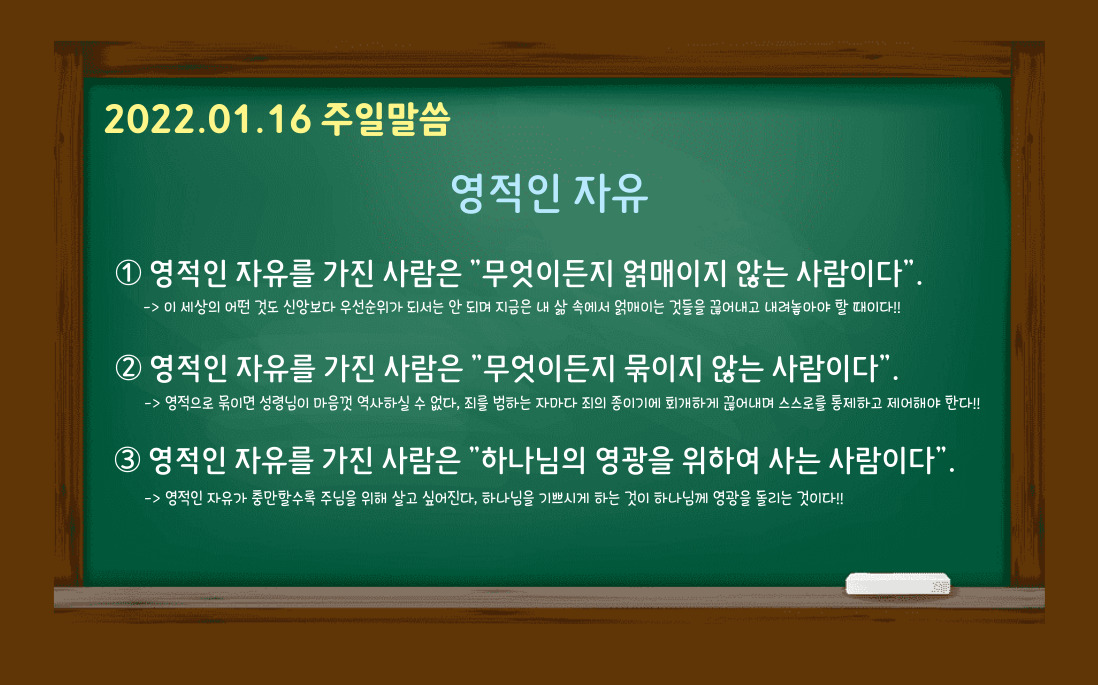 2022.01.16 주일말씀
영적인 자유
① 영적인 자유를 가진 사람은 "무엇이든지 얽매이지 않는 사람이다".
-> 이 세상의 어떤 것도 신앙보다 우선순위가 되서는 안 되며 지금은 내 삶 속에서 얽매이는 것들을 끊어내고 내려놓아야 할 때이다!!
② 영적인 자유를 가진 사람은 "무엇이든지 묶이지 않는 사람이다".
-> 영적으로 묶이면 성령님이 마음껏 역사하실 수 없다, 죄를 범하는 자마다 죄의 종이기에 회개하게 끊어내며 스스로를 통제하고 제어해야 한다!!
③ 영적인 자유를 가진 사람은 "하나님의 영광을 위하여 사는 사람이다".
-> 영적인 자유가 충만할수록 주님을 위해 살고 싶어진다, 하나님을 기쁘시게 하는 것이 하나님께 영광을 돌리는 것이다!!